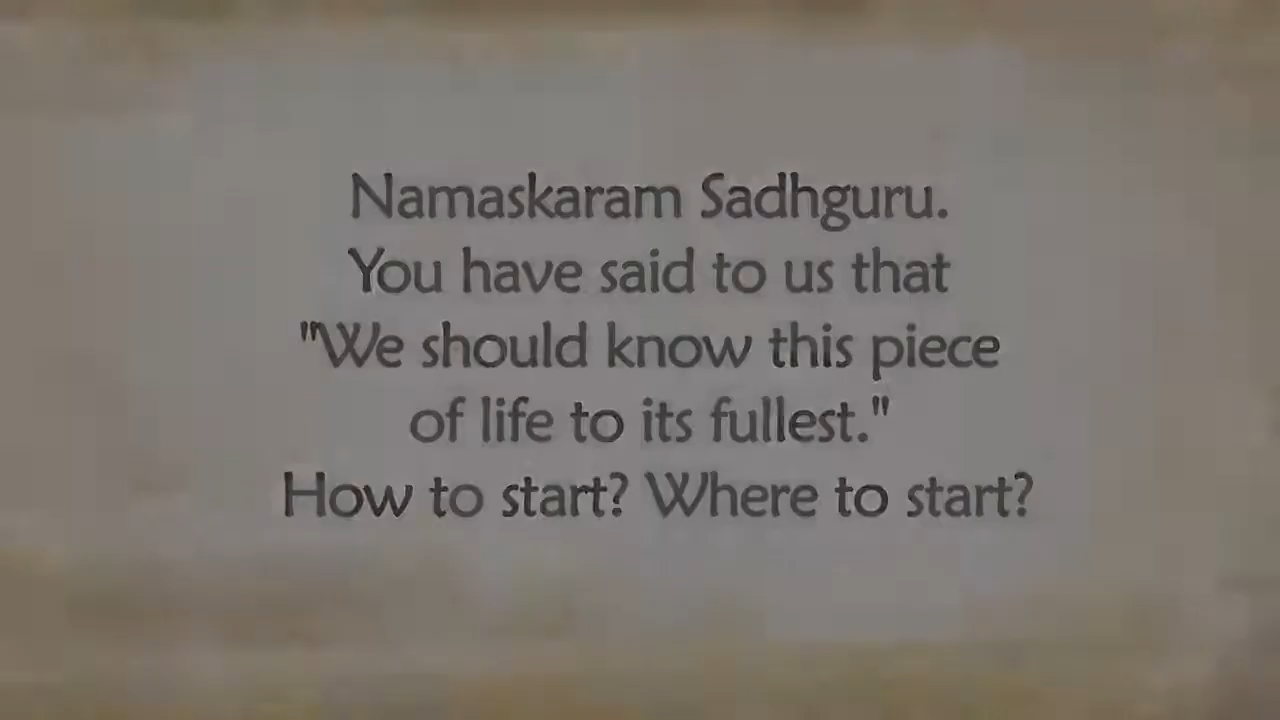 Namaskaram Sadhguru.
You have said to us that
"We should know this piece
of life to its fullest."
How to start? Where to start?